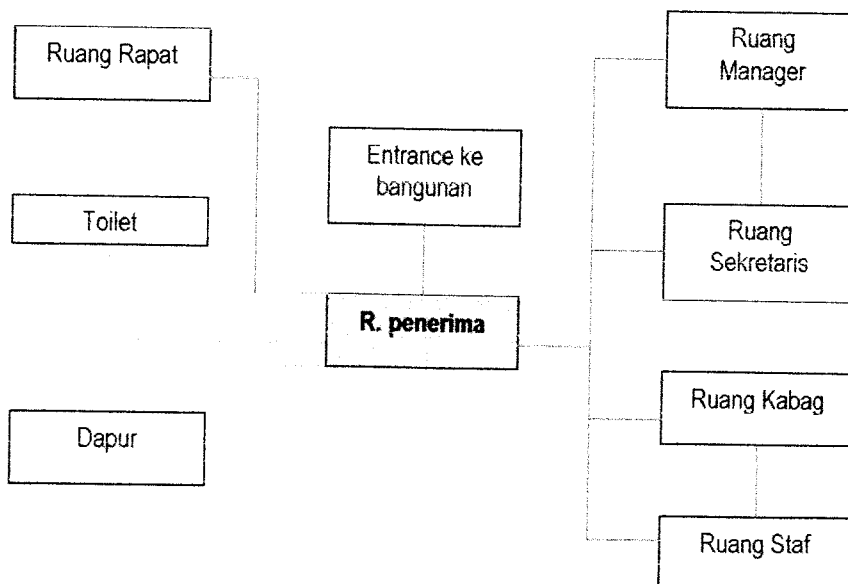 Ruang Rapat
Toilet
Dapur
Entrance ke
bangunan
R. penerima
Ruang
Manager
Ruang
Sekretaris
Ruang Kabag
Ruang Staf